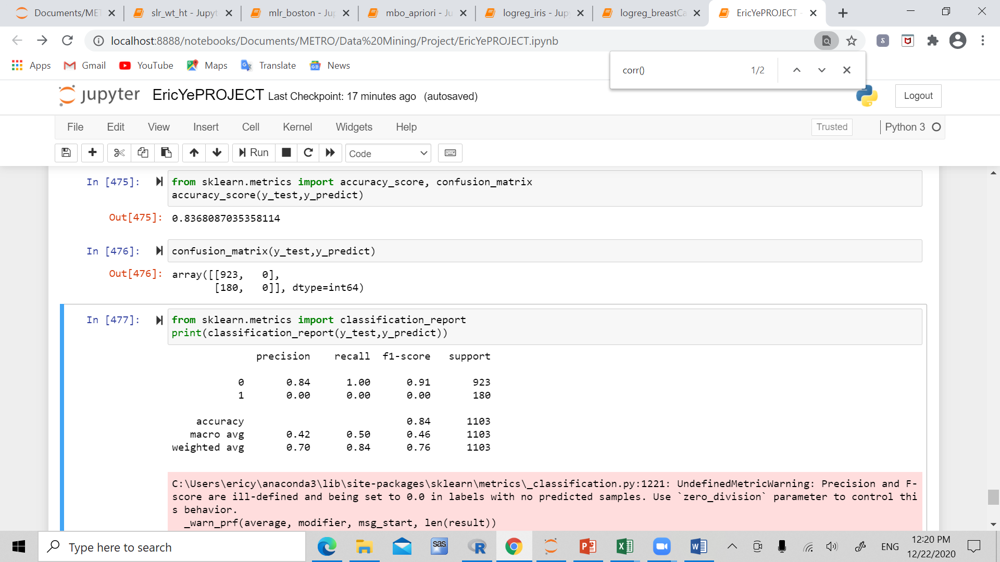 Documents/MET
slr_wt_ht - Jupyt
mlr_boston - Ju
mbo_apriori - Ju
logreg_iris - Jup
logreg_breastCa
EricYePROJECT -
localhost:8888/notebooks/Documents/METRO/Data%20Mining/Project/EricYePROJECT.ipynb
Apps Gmail YouTube Maps Translate News
corr() 1/2
jupyter EricYePROJECT Last Checkpoint: 17 minutes ago (autosaved)
Logout
File Edit View Insert Cell Kernel Widgets Help
Trusted Python 3
Run Code
In [475]: from sklearn.metrics import accuracy_score, confusion_matrix
accuracy_score(y_test,y_predict)
Out[475]: 0.8368087035358114
In [476]: confusion_matrix(y_test,y_predict)
Out[476]: array([[923,   0],
[180,   0]], dtype=int64)
In [477]: from sklearn.metrics import classification_report
print(classification_report(y_test,y_predict))
precision recall f1-score support
0 0.84 1.00 0.91 923
1 0.00 0.00 0.00 180
accuracy 0.84 1103
macro avg 0.42 0.50 0.46 1103
weighted avg 0.70 0.84 0.76 1103
C:\Users\ericy\anaconda3\lib\site-packages\sklearn\metrics\_classification.py:1221: UndefinedMetricWarning: Precision and F-
score are ill-defined and being set to 0.0 in labels with no predicted samples. Use `zero_division` parameter to control thi
s behavior.
_warn_prf(average, modifier, msg_start, len(result))
Type here to search
sas
ENG
12:20 PM
12/22/2020